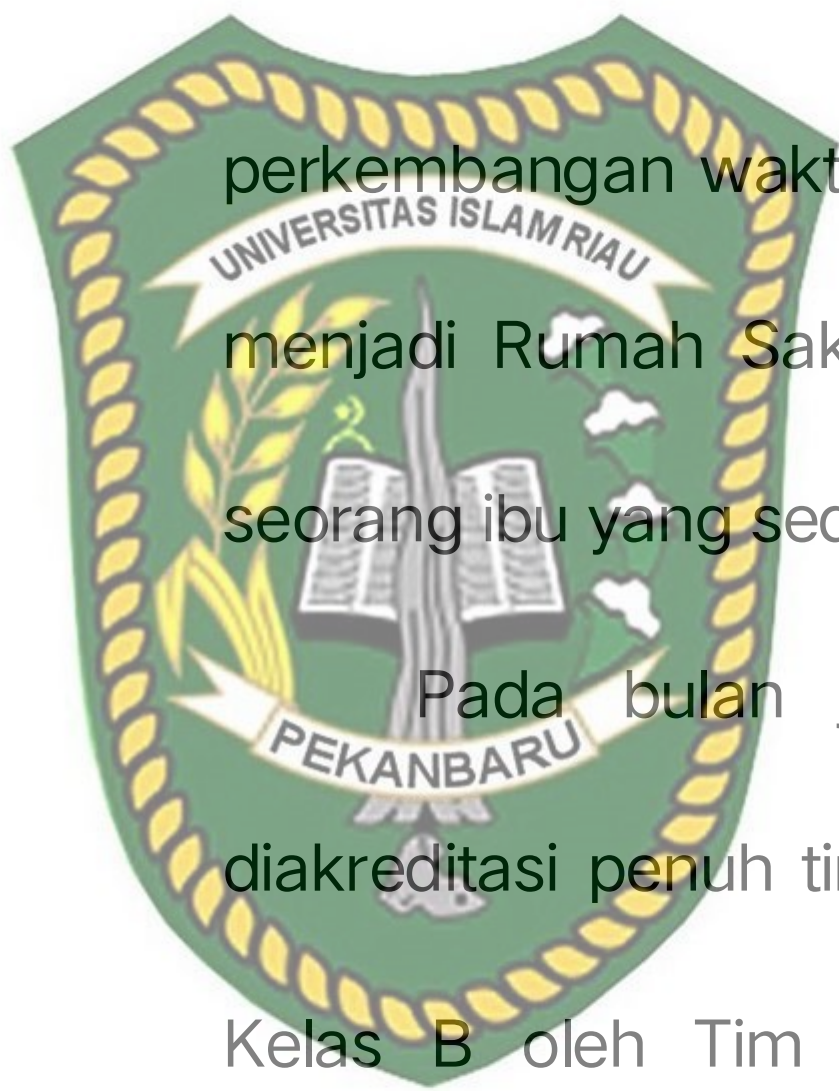 perkembangan wakt
UNIVERSITAS ISLAM RIAU
menjadi Rumah Sak
seorang ibu yang sec
Pada bulan
PEKANBARU
diakreditasi penuh ti
Kelas B oleh Tim